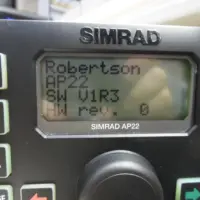 SIMRAD
Robertson
AP22
SW V1R3
HW rev. 0
SIMRAD AP22